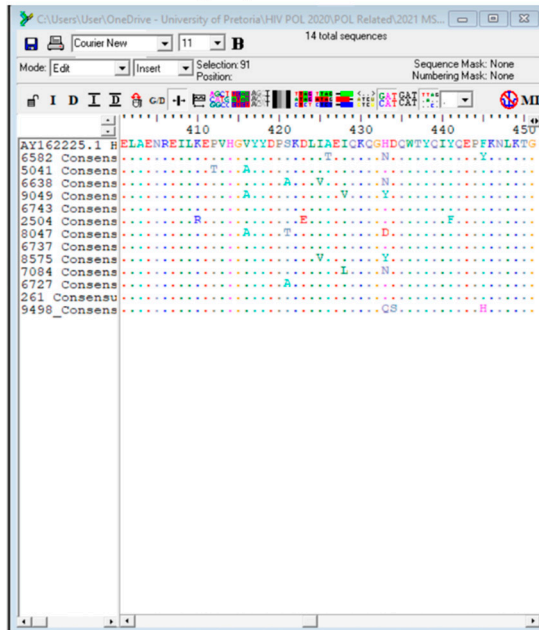 C:\Users\User\OneDrive - University of Pretoria\HIV POL 2020\POL Related\2021 MS...
Courier New 11 B 14 total sequences
Mode: Edit Insert Selection: 91 Position: Sequence Mask: None Numbering Mask: None
I D I D G/D
410 420 430 440 450
AY162225.1 H ELAENREILKEPVHGVYYDPSKDLIAEIQKQGHDQWTYQIYQEPFKNLKTG
6582 Consens .........................T......N...........Y......
5041 Consens ...........T...A...................................
6638 Consens ....................A...V.......N..................
9049 Consens ...............A...........V....Y..................
6743 Consens ...................................................
2504 Consens .........R............E.................F..........
8047 Consens ...............A....T...........D..................
6737 Consens ...................................................
8575 Consens ........................V.......Y..................
7084 Consens ...........................L....N..................
6727 Consens ....................A..............................
261 Consensu ...................................................
9498_Consens ................................QS..........H......